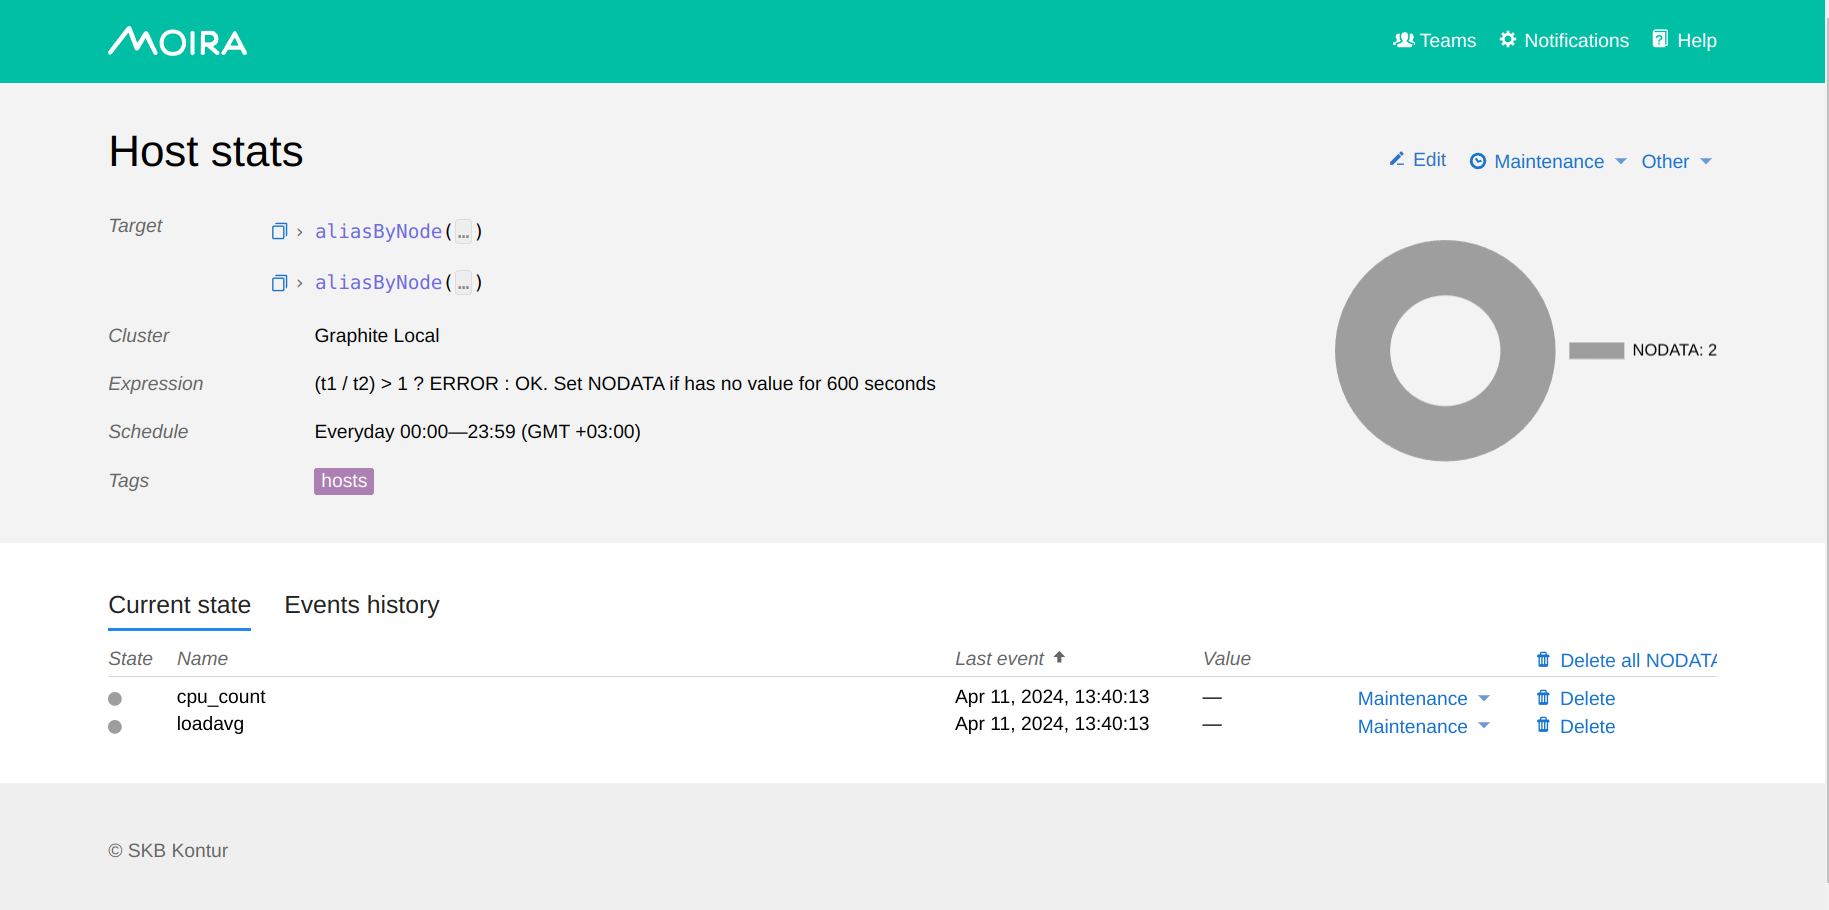 MOIRA
Teams Notifications Help
Host stats
Edit Maintenance Other
Target
› aliasByNode(…)
› aliasByNode(…)
Cluster Graphite Local
Expression (t1 / t2) > 1 ? ERROR : OK. Set NODATA if has no value for 600 seconds
Schedule Everyday 00:00—23:59 (GMT +03:00)
Tags hosts
NODATA: 2
Current state Events history
State Name Last event Value Delete all NODATA
cpu_count Apr 11, 2024, 13:40:13 — Maintenance Delete
loadavg Apr 11, 2024, 13:40:13 — Maintenance Delete
© SKB Kontur